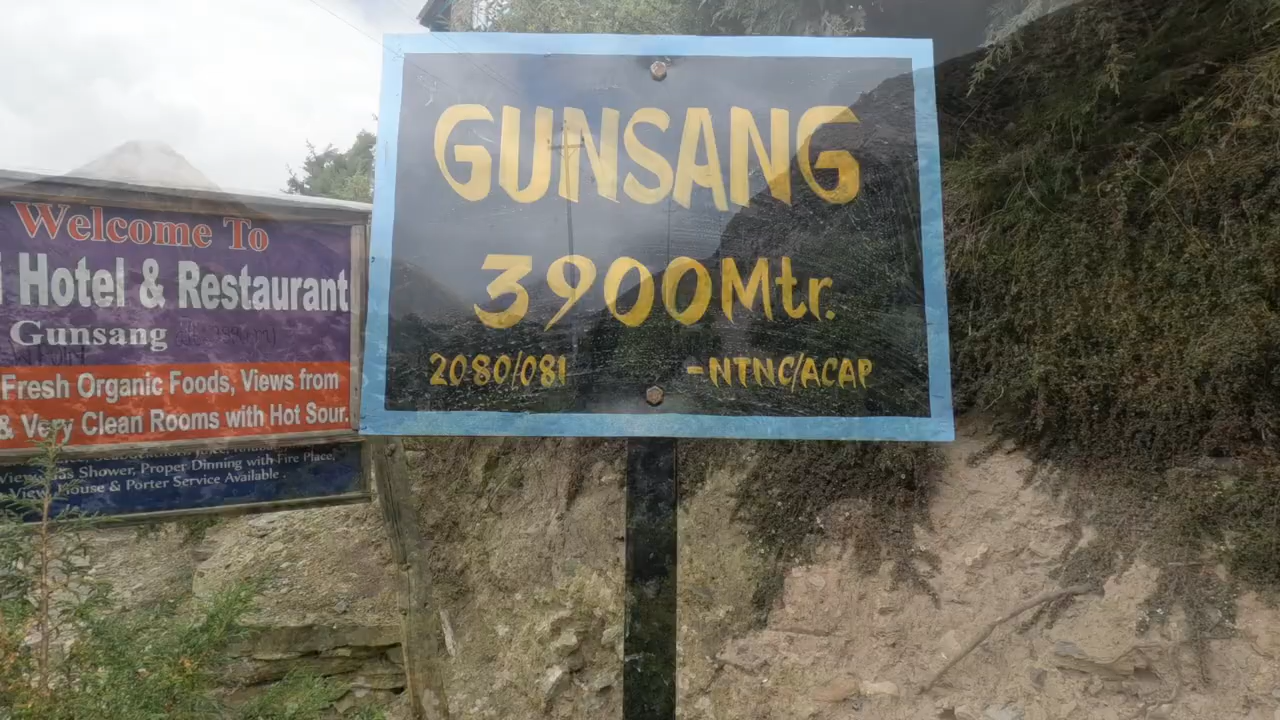 GUNSANG
3900Mtr.
2080/081 -NTNC/ACAP
Welcome To
Hotel & Restaurant
Gunsang
Fresh Organic Foods, Views from
& Very Clean Rooms with Hot Sour.
Shower, Proper Dinning with Fire Place,
View House & Porter Service Available.